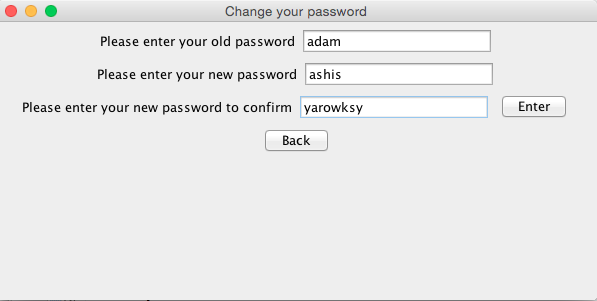 Change your password
Please enter your old password adam
Please enter your new password ashis
Please enter your new password to confirm yarowksy Enter
Back